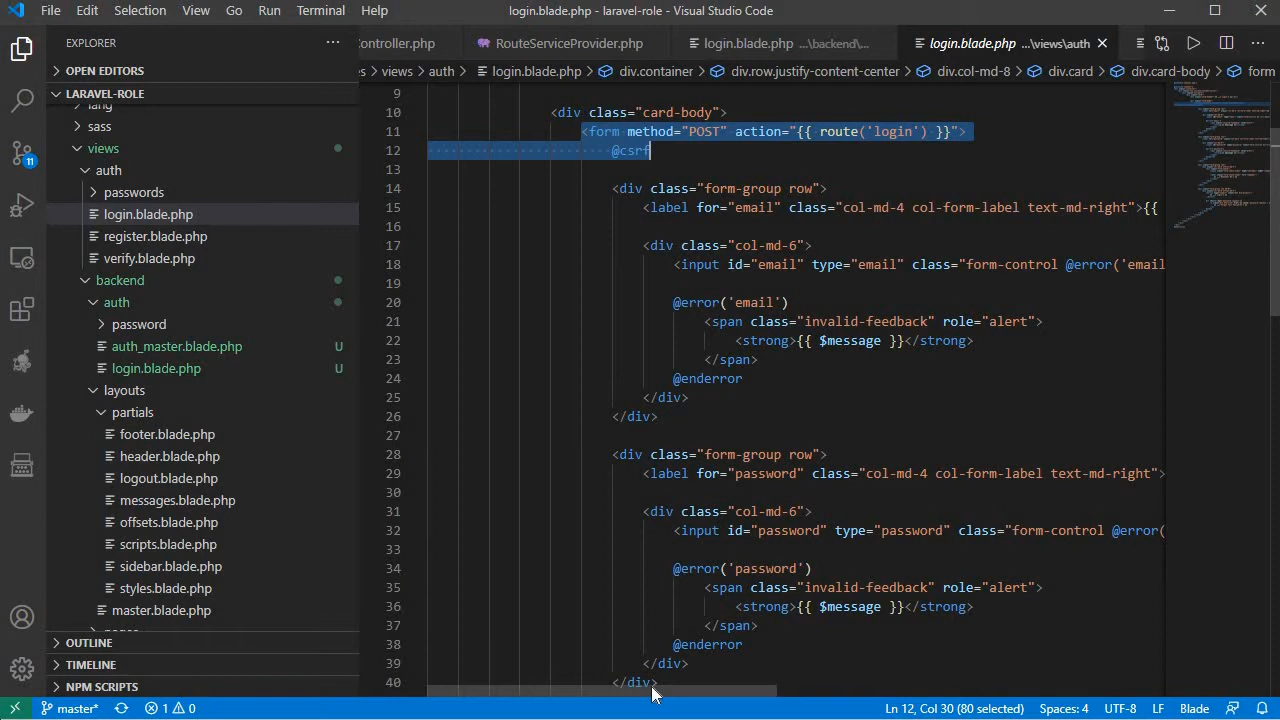 File Edit Selection View Go Run Terminal Help
login.blade.php - laravel-role - Visual Studio Code
EXPLORER
OPEN EDITORS
LARAVEL-ROLE
lang
sass
views
auth
passwords
login.blade.php
register.blade.php
verify.blade.php
backend
auth
password
auth_master.blade.php U
login.blade.php U
layouts
partials
footer.blade.php
header.blade.php
logout.blade.php
messages.blade.php
offsets.blade.php
scripts.blade.php
sidebar.blade.php
styles.blade.php
master.blade.php
OUTLINE
TIMELINE
NPM SCRIPTS
11
Controller.php RouteServiceProvider.php login.blade.php ...\backend\... login.blade.php ...\views\auth
es > views > auth > login.blade.php > div.container > div.row.justify-content-center > div.col-md-8 > div.card > div.card-body > form
9
10 <div class="card-body">
11 <form method="POST" action="{{ route('login') }}">
12 @csrf
13
14 <div class="form-group row">
15 <label for="email" class="col-md-4 col-form-label text-md-right">{{
16
17 <div class="col-md-6">
18 <input id="email" type="email" class="form-control @error('email
19
20 @error('email')
21 <span class="invalid-feedback" role="alert">
22 <strong>{{ $message }}</strong>
23 </span>
24 @enderror
25 </div>
26 </div>
27
28 <div class="form-group row">
29 <label for="password" class="col-md-4 col-form-label text-md-right">
30
31 <div class="col-md-6">
32 <input id="password" type="password" class="form-control @error(
33
34 @error('password')
35 <span class="invalid-feedback" role="alert">
36 <strong>{{ $message }}</strong>
37 </span>
38 @enderror
39 </div>
40 </div>
master* 1 0 Ln 12, Col 30 (80 selected) Spaces: 4 UTF-8 LF Blade